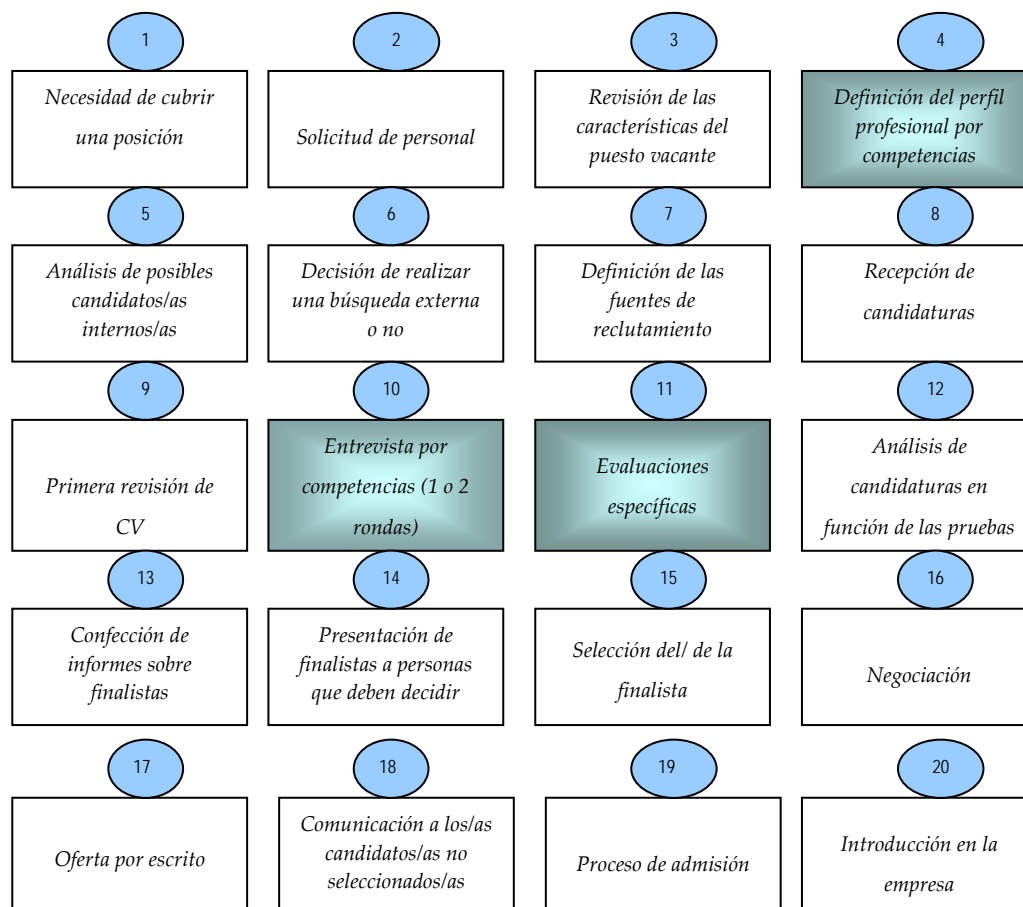 1
Necesidad de cubrir
una posición
2
Solicitud de personal
3
Revisión de las
características del
puesto vacante
4
Definición del perfil
profesional por
competencias
5
Análisis de posibles
candidatos/as
internos/as
6
Decisión de realizar
una búsqueda externa
o no
7
Definición de las
fuentes de
reclutamiento
8
Recepción de
candidaturas
9
Primera revisión de
CV
10
Entrevista por
competencias (1 o 2
rondas)
11
Evaluaciones
específicas
12
Análisis de
candidaturas en
función de las pruebas
13
Confección de
informes sobre
finalistas
14
Presentación de
finalistas a personas
que deben decidir
15
Selección del/ de la
finalista
16
Negociación
17
Oferta por escrito
18
Comunicación a los/as
candidatos/as no
seleccionados/as
19
Proceso de admisión
20
Introducción en la
empresa